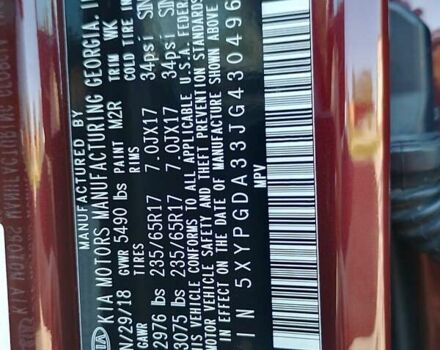 KIA
MANUFACTURED BY
KIA MOTORS MANUFACTURING GEORGIA,
N/29/18 GVWR 5490 lbs PAINT M2R TRIM WK
GAWR TIRES RIMS COLD TIRE
2976 lbs 235/65R17 7.0JX17 34psi
3075 lbs 235/65R17 7.0JX17 34psi
THIS VEHICLE CONFORMS TO ALL APPLICABLE U.S.A. FEDER
MOTOR VEHICLE SAFETY AND THEFT PREVENTION STANDARDS
IN EFFECT ON THE DATE OF MANUFACTURE SHOWN ABOVE
IN 5XYPGDA33JG430496
MPV